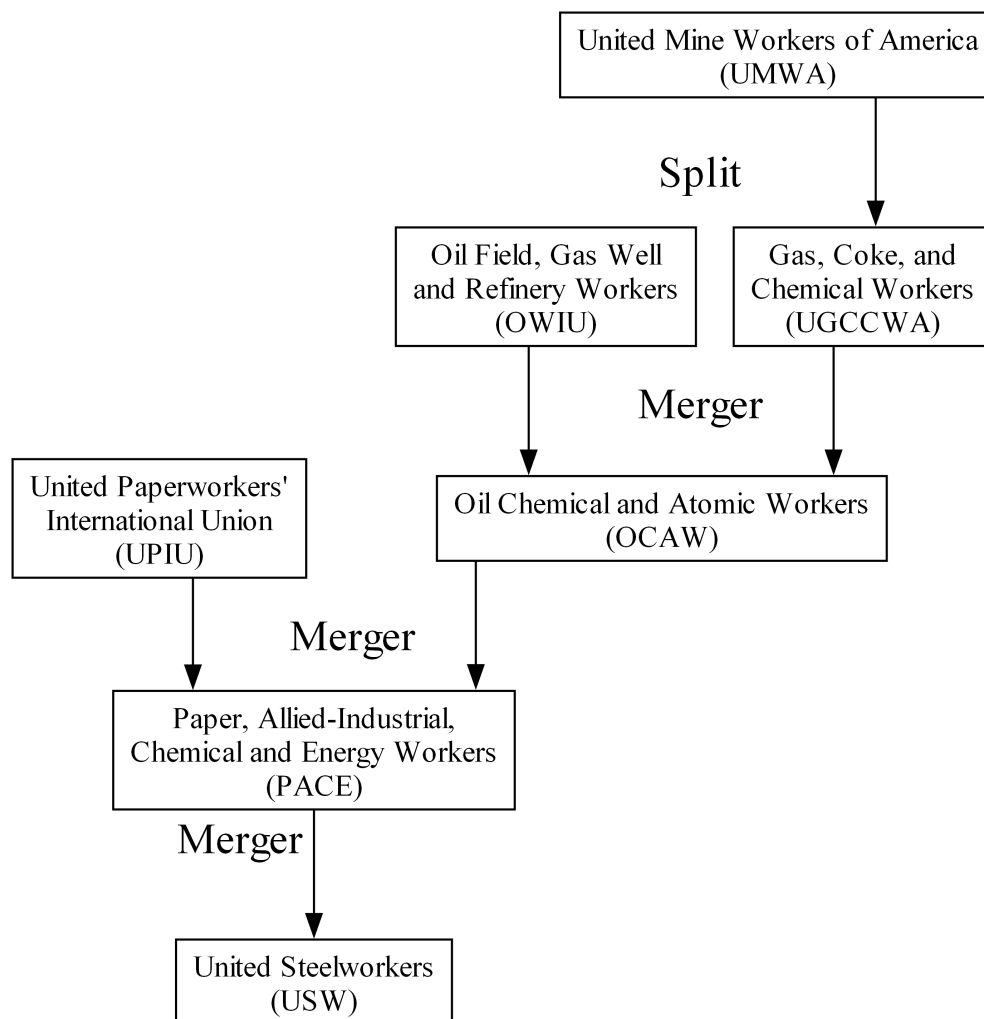 United Mine Workers of America
(UMWA)
Split
Oil Field, Gas Well
and Refinery Workers
(OWIU)
Gas, Coke, and
Chemical Workers
(UGCCWA)
Merger
United Paperworkers'
International Union
(UPIU)
Oil Chemical and Atomic Workers
(OCAW)
Merger
Paper, Allied-Industrial,
Chemical and Energy Workers
(PACE)
Merger
United Steelworkers
(USW)